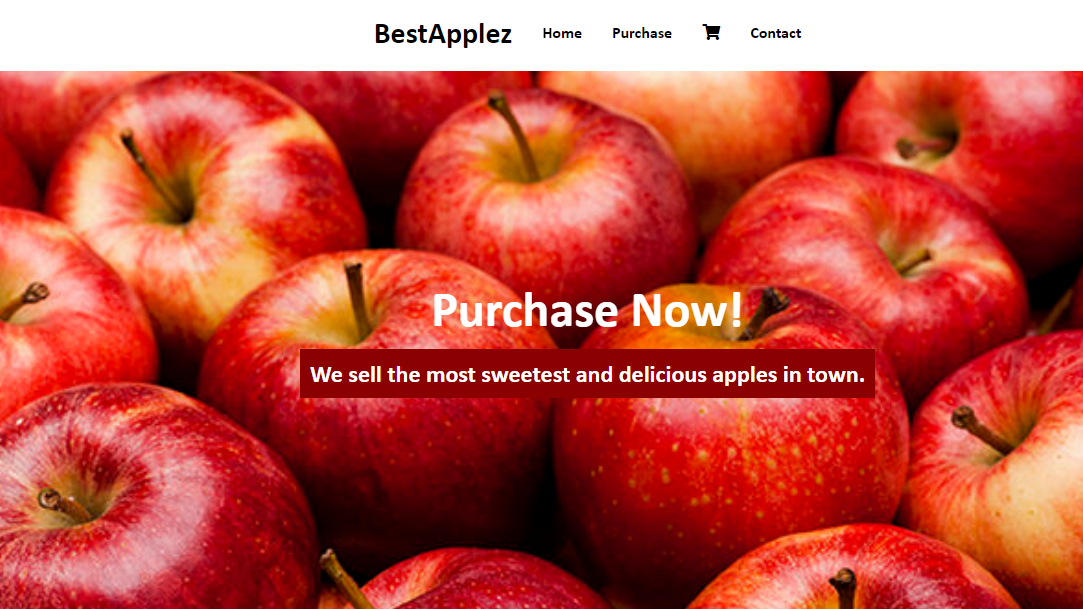 BestApplez Home Purchase Contact
Purchase Now!
We sell the most sweetest and delicious apples in town.